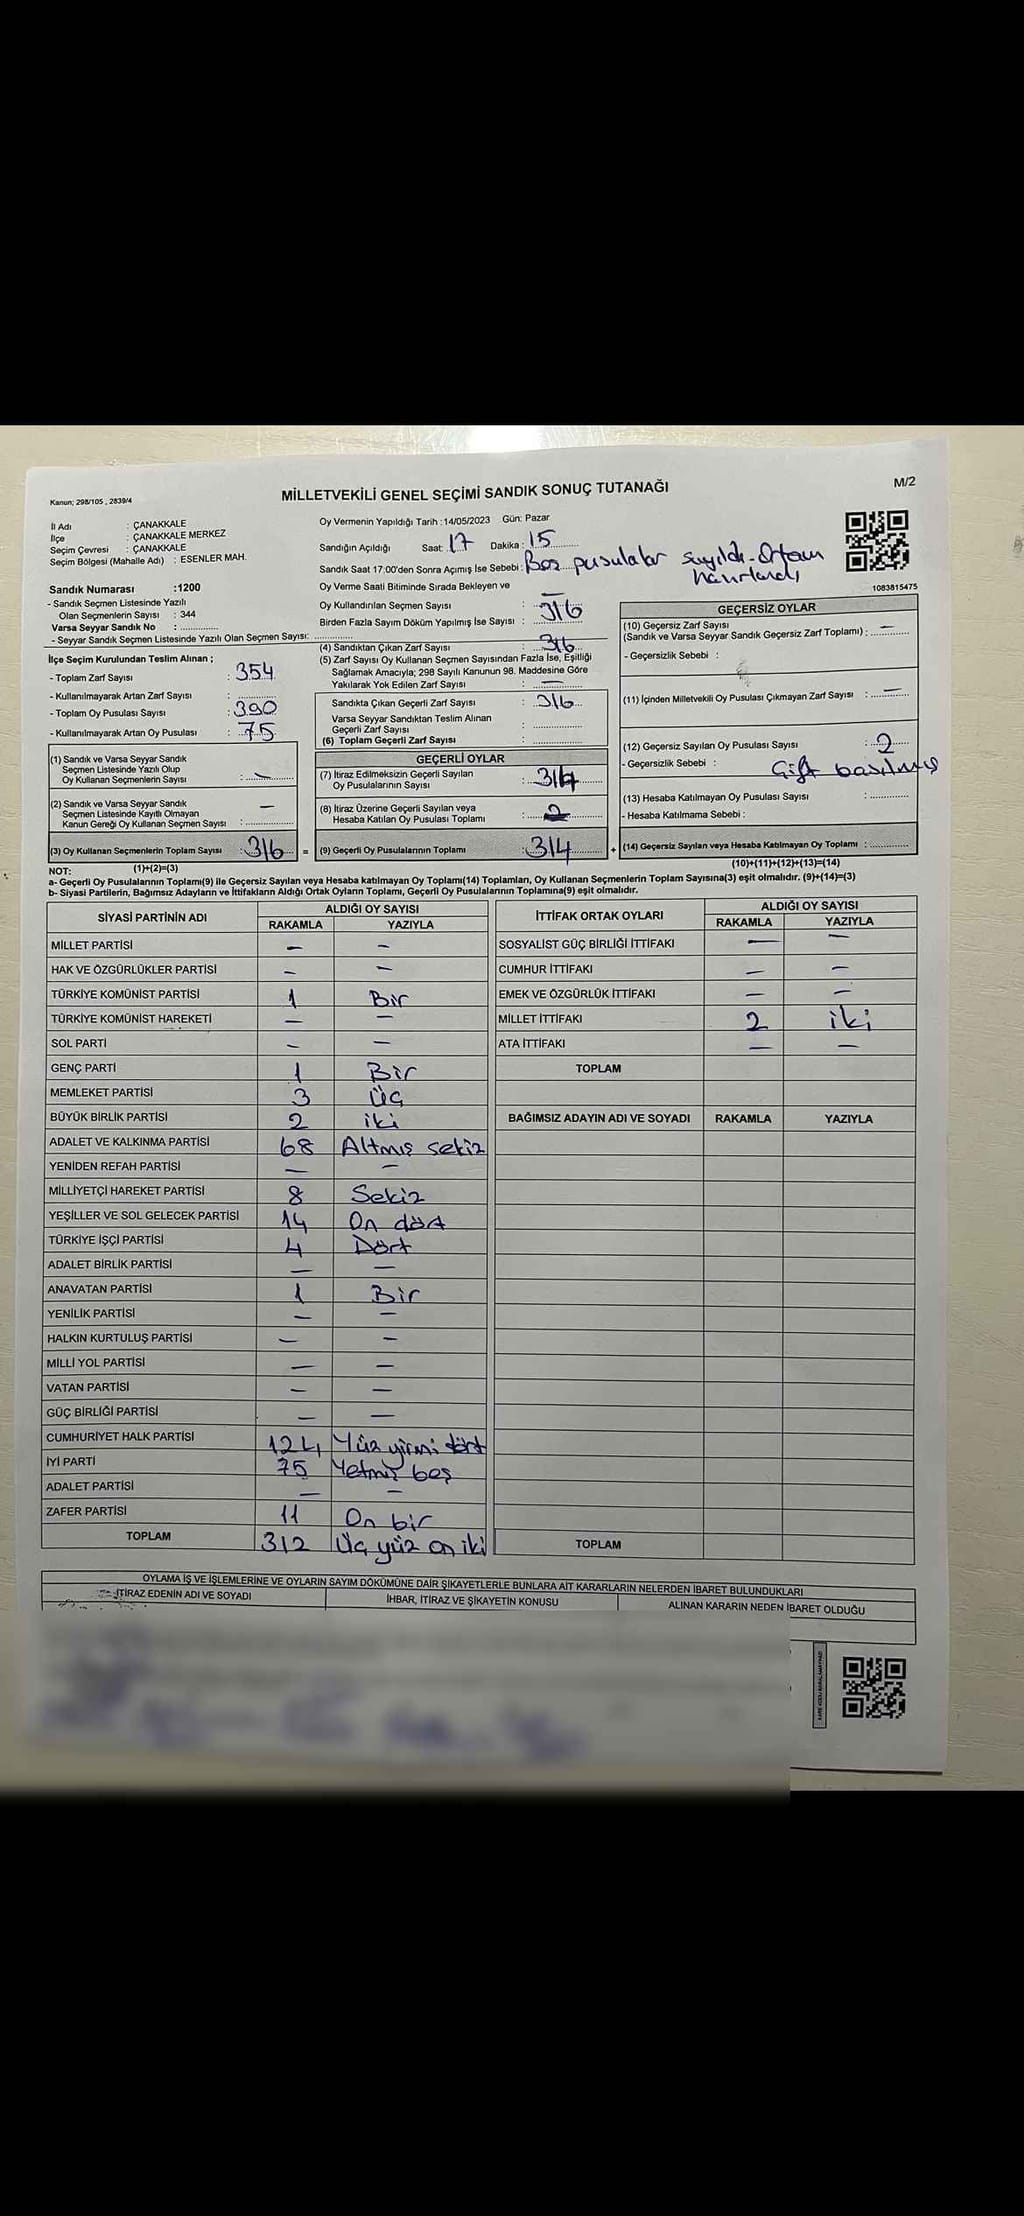 Kanun; 298/105 , 2839/4
MİLLETVEKİLİ GENEL SEÇİMİ SANDIK SONUÇ TUTANAĞI
M/2
İl Adı : ÇANAKKALE
İlçe : ÇANAKKALE MERKEZ
Seçim Çevresi : ÇANAKKALE
Seçim Bölgesi (Mahalle Adı) : ESENLER MAH.
Sandık Numarası :1200
- Sandık Seçmen Listesinde Yazılı
Olan Seçmenlerin Sayısı : 344
Varsa Seyyar Sandık No :
- Seyyar Sandık Seçmen Listesinde Yazılı Olan Seçmen Sayısı:
İlçe Seçim Kurulundan Teslim Alınan ;
- Toplam Zarf Sayısı : 354
- Kullanılmayarak Artan Zarf Sayısı :
- Toplam Oy Pusulası Sayısı : 390
- Kullanılmayarak Artan Oy Pusulası : 75
(1) Sandık ve Varsa Seyyar Sandık
Seçmen Listesinde Yazılı Olup
Oy Kullanan Seçmenlerin Sayısı : –
(2) Sandık ve Varsa Seyyar Sandık
Seçmen Listesinde Kayıtlı Olmayan
Kanun Gereği Oy Kullanan Seçmen Sayısı : –
(3) Oy Kullanan Seçmenlerin Toplam Sayısı : 316 =
Oy Vermenin Yapıldığı Tarih : 14/05/2023 Gün: Pazar
Sandığın Açıldığı Saat: 17 Dakika : 15
Sandık Saat 17:00'den Sonra Açımış İse Sebebi : Boş pusulalar sayıldı - Ortam
hazırlandı
Oy Verme Saati Bitiminde Sırada Bekleyen ve
Oy Kullandırılan Seçmen Sayısı : –
Birden Fazla Sayım Döküm Yapılmış İse Sayısı : 316
(4) Sandıktan Çıkan Zarf Sayısı : 316
(5) Zarf Sayısı Oy Kullanan Seçmen Sayısından Fazla İse, Eşitliği
Sağlamak Amacıyla; 298 Sayılı Kanunun 98. Maddesine Göre
Yakılarak Yok Edilen Zarf Sayısı : –
Sandıkta Çıkan Geçerli Zarf Sayısı : 316
Varsa Seyyar Sandıktan Teslim Alınan
Geçerli Zarf Sayısı :
(6) Toplam Geçerli Zarf Sayısı :
GEÇERLİ OYLAR
(7) İtiraz Edilmeksizin Geçerli Sayılan
Oy Pusulalarının Sayısı : 314
(8) İtiraz Üzerine Geçerli Sayılan veya
Hesaba Katılan Oy Pusulası Toplamı :
(9) Geçerli Oy Pusulalarının Toplamı : 314 +
1083815475
GEÇERSİZ OYLAR
(10) Geçersiz Zarf Sayısı
(Sandık ve Varsa Seyyar Sandık Geçersiz Zarf Toplamı) : –
- Geçersizlik Sebebi :
(11) İçinden Milletvekili Oy Pusulası Çıkmayan Zarf Sayısı : –
(12) Geçersiz Sayılan Oy Pusulası Sayısı : 2
- Geçersizlik Sebebi : Çift basılmış
(13) Hesaba Katılmayan Oy Pusulası Sayısı :
- Hesaba Katılmama Sebebi :
(14) Geçersiz Sayılan veya Hesaba Katılmayan Oy Toplamı :
NOT: (1)+(2)=(3)
(10)+(11)+(12)+(13)=(14)
a- Geçerli Oy Pusulalarının Toplamı(9) ile Geçersiz Sayılan veya Hesaba katılmayan Oy Toplamı(14) Toplamları, Oy Kullanan Seçmenlerin Toplam Sayısına(3) eşit olmalıdır. (9)+(14)=(3)
b- Siyasi Partilerin, Bağımsız Adayların ve İttifakların Aldığı Ortak Oyların Toplamı, Geçerli Oy Pusulalarının Toplamına(9) eşit olmalıdır.
SİYASİ PARTİNİN ADI ALDIĞI OY SAYISI
RAKAMLA YAZIYLA
MİLLET PARTİSİ – –
HAK VE ÖZGÜRLÜKLER PARTİSİ – –
TÜRKİYE KOMÜNİST PARTİSİ 1 Bir
TÜRKİYE KOMÜNİST HAREKETİ – –
SOL PARTİ – –
GENÇ PARTİ 1 Bir
MEMLEKET PARTİSİ 3 Üç
BÜYÜK BİRLİK PARTİSİ 2 iki
ADALET VE KALKINMA PARTİSİ 68 Altmış sekiz
YENİDEN REFAH PARTİSİ – –
MİLLİYETÇİ HAREKET PARTİSİ 8 Sekiz
YEŞİLLER VE SOL GELECEK PARTİSİ 14 On dört
TÜRKİYE İŞÇİ PARTİSİ 4 Dört
ADALET BİRLİK PARTİSİ – –
ANAVATAN PARTİSİ 1 Bir
YENİLİK PARTİSİ – –
HALKIN KURTULUŞ PARTİSİ – –
MİLLİ YOL PARTİSİ – –
VATAN PARTİSİ – –
GÜÇ BİRLİĞİ PARTİSİ – –
CUMHURİYET HALK PARTİSİ 124 Yüz yirmi dört
İYİ PARTİ 75 Yetmiş beş
ADALET PARTİSİ – –
ZAFER PARTİSİ 11 On bir
TOPLAM 312 Üç yüz on iki
İTTİFAK ORTAK OYLARI ALDIĞI OY SAYISI
RAKAMLA YAZIYLA
SOSYALİST GÜÇ BİRLİĞİ İTTİFAKI – –
CUMHUR İTTİFAKI – –
EMEK VE ÖZGÜRLÜK İTTİFAKI – –
MİLLET İTTİFAKI 2 iki
ATA İTTİFAKI – –
TOPLAM
BAĞIMSIZ ADAYIN ADI VE SOYADI RAKAMLA YAZIYLA
TOPLAM
OYLAMA İŞ VE İŞLEMLERİNE VE OYLARIN SAYIM DÖKÜMÜNE DAİR ŞİKAYETLERLE BUNLARA AİT KARARLARIN NELERDEN İBARET BULUNDUKLARI
İTİRAZ EDENİN ADI VE SOYADI İHBAR, İTİRAZ VE ŞİKAYETİN KONUSU ALINAN KARARIN NEDEN İBARET OLDUĞU